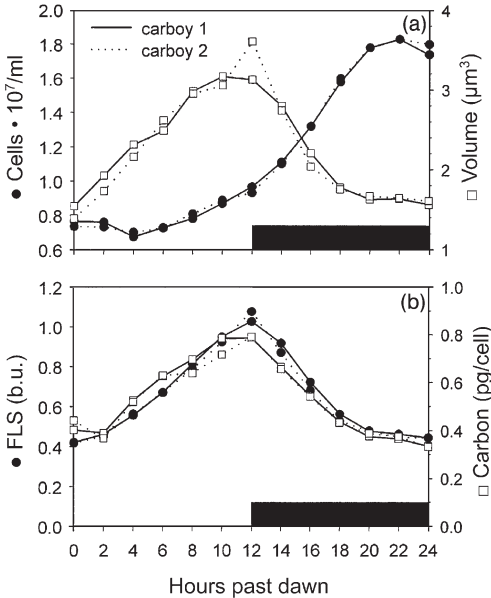 (a)
carboy 1
carboy 2
● Cells • 10⁷/ml
2.0
1.8
1.6
1.4
1.2
1.0
0.8
0.6
4
3
2
1
□ Volume (µm³)
(b)
● FLS (b.u.)
1.2
1.0
0.8
0.6
0.4
0.2
0.0
1.0
0.8
0.6
0.4
0.2
0.0
□ Carbon (pg/cell)
0 2 4 6 8 10 12 14 16 18 20 22 24
Hours past dawn